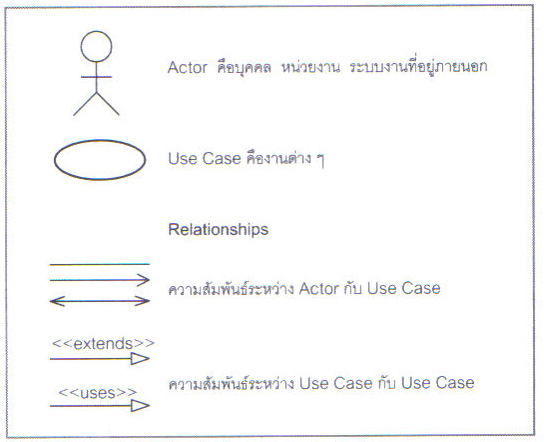 Actor คือบุคคล หน่วยงาน ระบบงานที่อยู่ภายนอก
Use Case คืองานต่าง ๆ
Relationships
ความสัมพันธ์ระหว่าง Actor กับ Use Case
<<extends>>
<<uses>>
ความสัมพันธ์ระหว่าง Use Case กับ Use Case